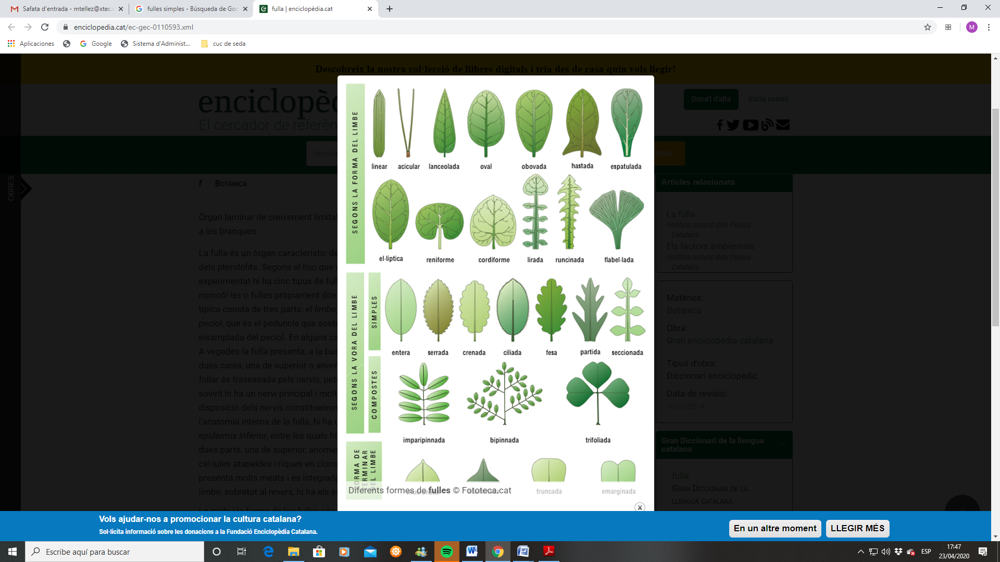 Safata d'entrada - mtellez@xtec.c
fulles simples - Búsqueda de Goo
fulla | enciclopèdia.cat
enciclopedia.cat/ec-gec-0110593.xml
M
Aplicaciones
Google
Sistema d'Administ...
cuc de seda
Descobreix la nostra col·lecció de llibres digitals i tria des de casa quin vols llegir!
enciclopèd
El cercador de referèn
Dona't d'alta
Inicia sessió
Introdu
Cerca
OBRES
f BOTÀNICA
Òrgan laminar de creixement limitat
a les branques.
La fulla és un òrgan característic de
dels pteridòfits. Segons el lloc que
experimentat hi ha cinc tipus de full
nomofil·les o fulles pròpiament dite
típica consta de tres parts: el limbe,
pecíol, que és el peduncle que soste
eixamplada del pecíol. En alguns ca
A vegades la fulla presenta, a la bas
dues cares, una de superior o anver
foliar és travessada pels nervis, peti
sovint hi ha un nervi principal i molt
disposició dels nervis constitueixen
l'anatomia interna de la fulla, hi ha u
epidermis inferior, entre les quals hi
dues parts, una de superior, anomen
cèl·lules atapeïdes i riques en clorop
presenta molts meats i és integrada
limbe, sobretot al revers, hi ha els es
SEGONS LA FORMA DEL LIMBE
linear
acicular
lanceolada
oval
obovada
hastada
espatulada
el·líptica
reniforme
cordiforme
lirada
runcinada
flabel·lada
SEGONS LA VORA DEL LIMBE
SIMPLES
entera
serrada
crenada
ciliada
fesa
partida
seccionada
COMPOSTES
imparipinnada
bipinnada
trifoliada
FORMA DE
TERMINAR
DEL LIMBE
truncada
emarginada
Diferents formes de fulles © Fototeca.cat
x
Articles relacionats
La fulla
Història natural dels Països
Catalans
Els factors ambientals
Història natural dels Països
Catalans
Matèries:
Botànica
Obra:
Gran enciclopèdia catalana
Tipus d'obra:
Diccionari enciclopèdic
Data de revisió:
10/10/2014
Gran Diccionari de la llengua
catalana
fulla
GRAN DICCIONARI DE LA
LLENGUA CATALANA
Vols ajudar-nos a promocionar la cultura catalana?
Sol·licita informació sobre les donacions a la Fundació Enciclopèdia Catalana.
En un altre moment
LLEGIR MÉS
Escribe aquí para buscar
ESP
17:47
23/04/2020